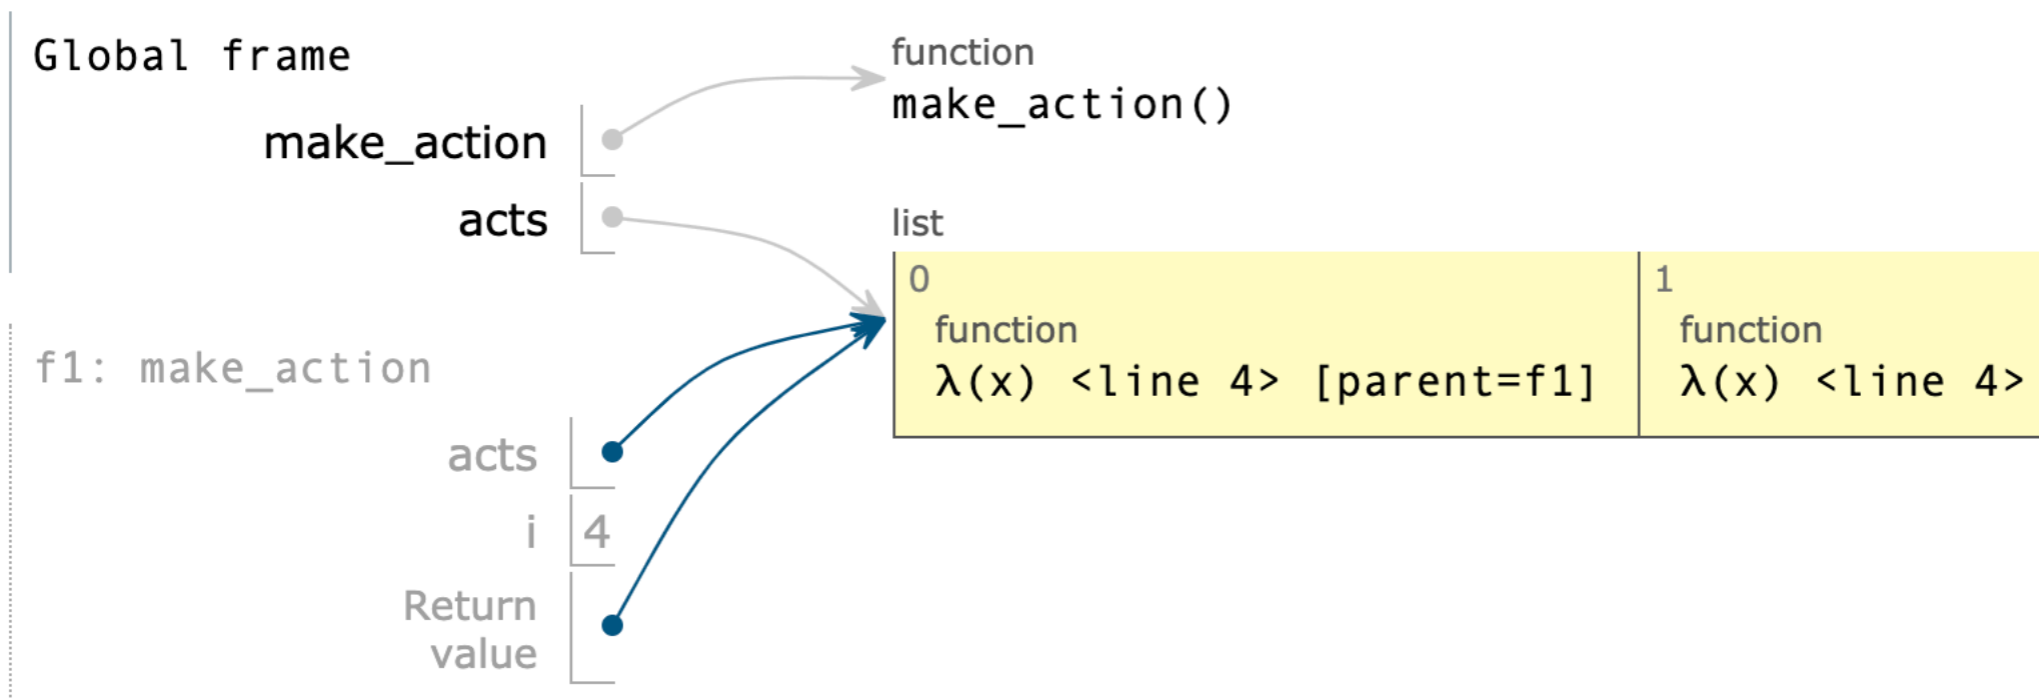 Global frame
function
make_action()
make_action
acts
list
0
1
function
function
λ(x) <line 4> [parent=f1]
λ(x) <line 4>
f1: make_action
acts
i 4
Return
value